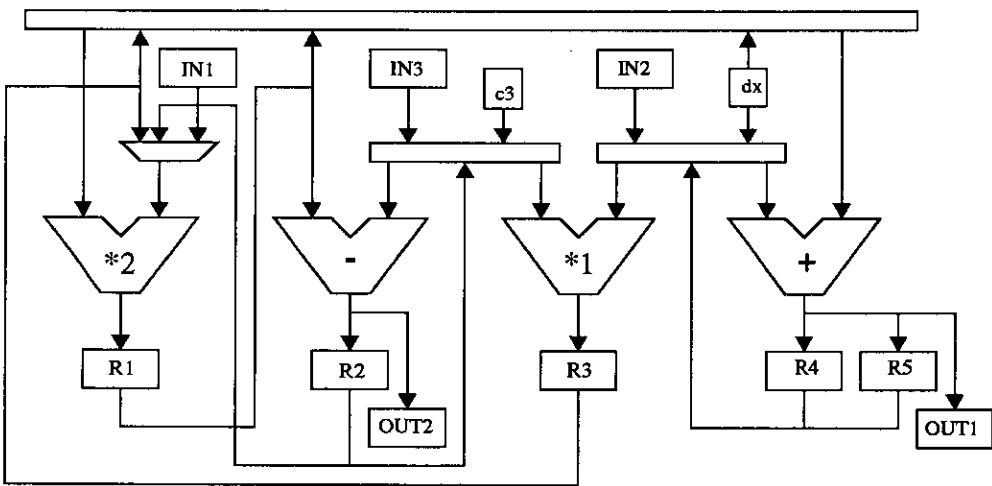 IN1
IN3
c3
IN2
dx
*2
-
*1
+
R1
R2
R3
R4
R5
OUT2
OUT1